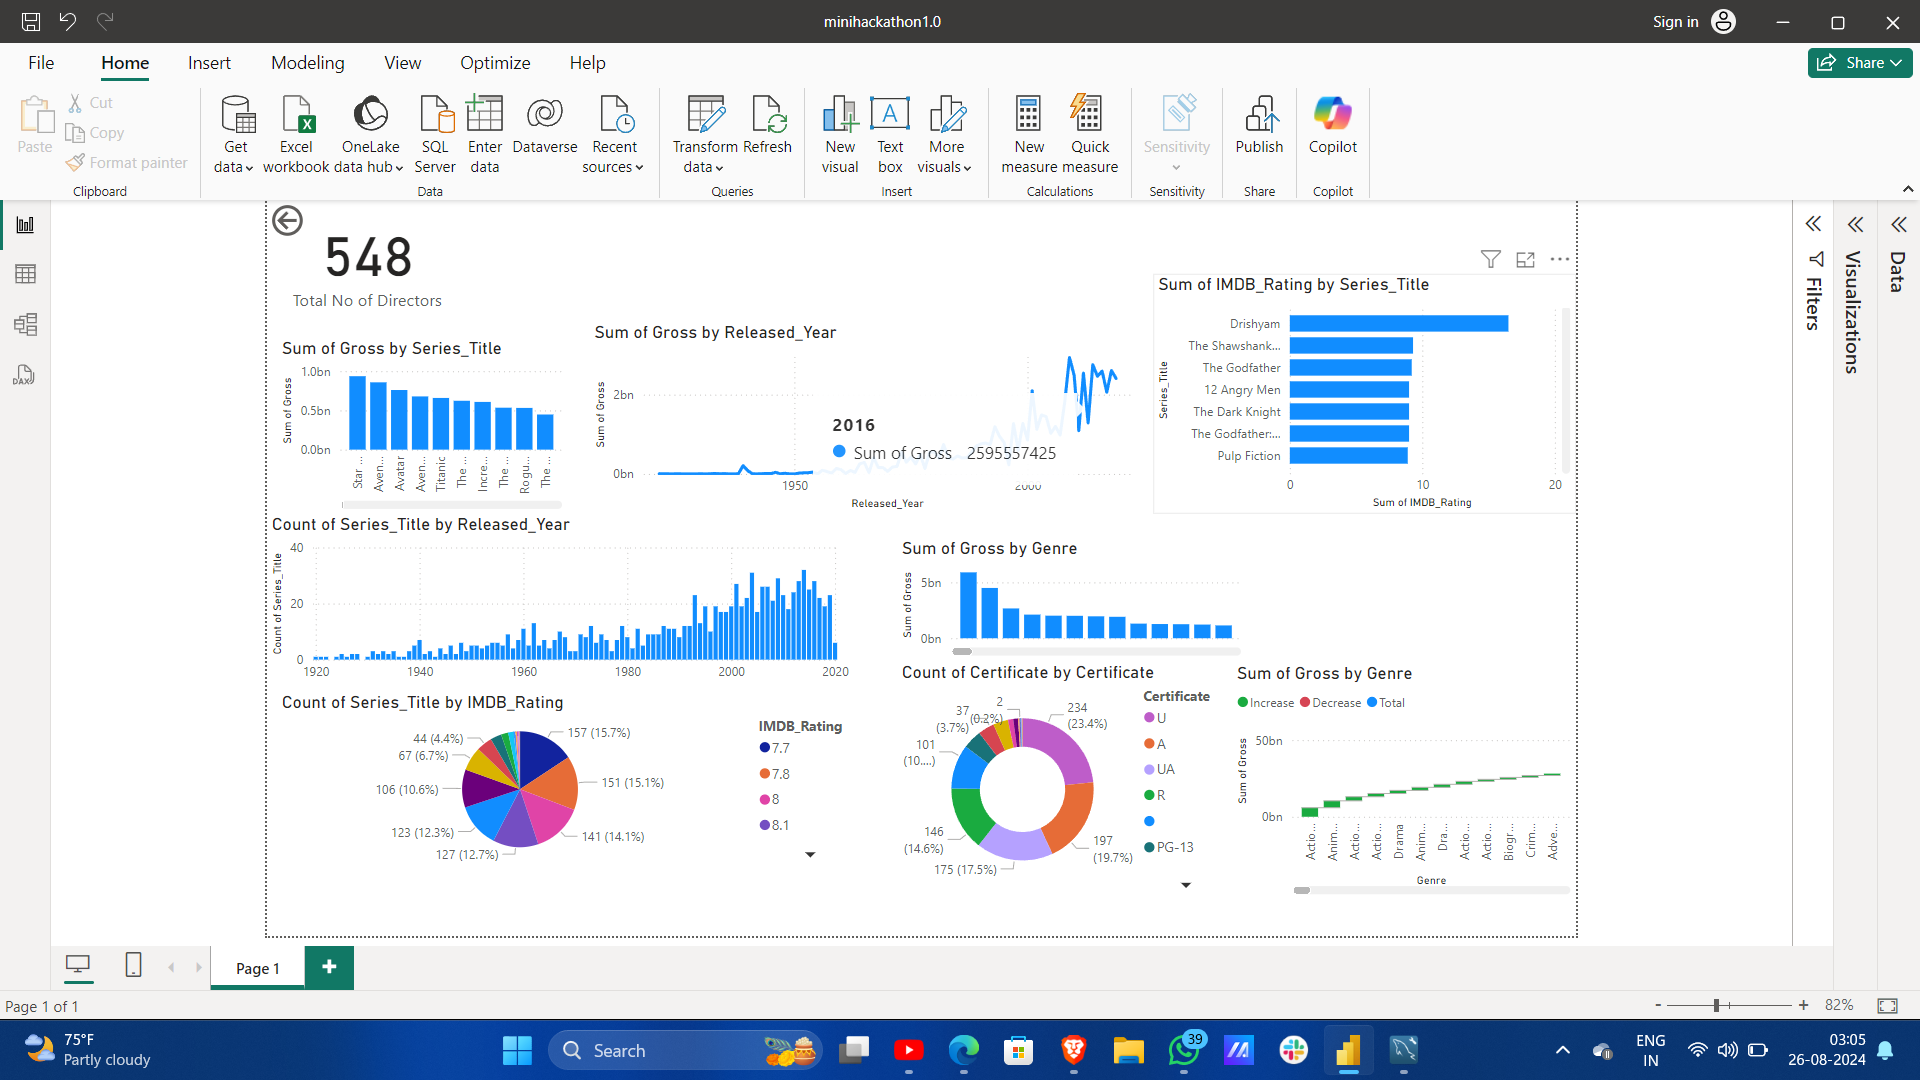 minihackathon1.0
Sign in
File Home Insert Modeling View Optimize Help
Share
Paste
Cut
Copy
Format painter
Clipboard
Get data
Excel workbook
OneLake data hub
SQL Server
Enter data
Dataverse
Recent sources
Data
Transform data
Refresh
Queries
New visual
Text box
More visuals
Insert
New measure
Quick measure
Calculations
Sensitivity
Sensitivity
Publish
Share
Copilot
Copilot
548
Total No of Directors
Sum of Gross by Series_Title
Sum of Gross
1.0bn
0.5bn
0.0bn
Star ...
Aven...
Avatar
Aven...
Titanic
The ...
Incre...
The ...
Rogu...
The ...
Sum of Gross by Released_Year
Sum of Gross
2bn
0bn
1950
2000
Released_Year
2016
Sum of Gross 2595557425
Sum of IMDB_Rating by Series_Title
Series_Title
Drishyam
The Shawshank...
The Godfather
12 Angry Men
The Dark Knight
The Godfather:...
Pulp Fiction
0 10 20
Sum of IMDB_Rating
Count of Series_Title by Released_Year
Count of Series_Title
40
20
0
1920 1940 1960 1980 2000 2020
Sum of Gross by Genre
Sum of Gross
5bn
0bn
Count of Series_Title by IMDB_Rating
157 (15.7%)
151 (15.1%)
141 (14.1%)
127 (12.7%)
123 (12.3%)
106 (10.6%)
67 (6.7%)
44 (4.4%)
IMDB_Rating
7.7
7.8
8
8.1
Count of Certificate by Certificate
234
(23.4%)
197
(19.7%)
175 (17.5%)
146
(14.6%)
101
(10....)
37
(3.7%)
2
(0.2%)
Certificate
U
A
UA
R
PG-13
Sum of Gross by Genre
Increase Decrease Total
Sum of Gross
50bn
0bn
Actio...
Anim...
Actio...
Actio...
Drama
Anim...
Dra...
Actio...
Actio...
Biogr...
Crim...
Adve...
Genre
Filters
Visualizations
Data
Page 1
Page 1 of 1
- + 82%
75°F
Partly cloudy
Search
39
ENG
IN
03:05
26-08-2024